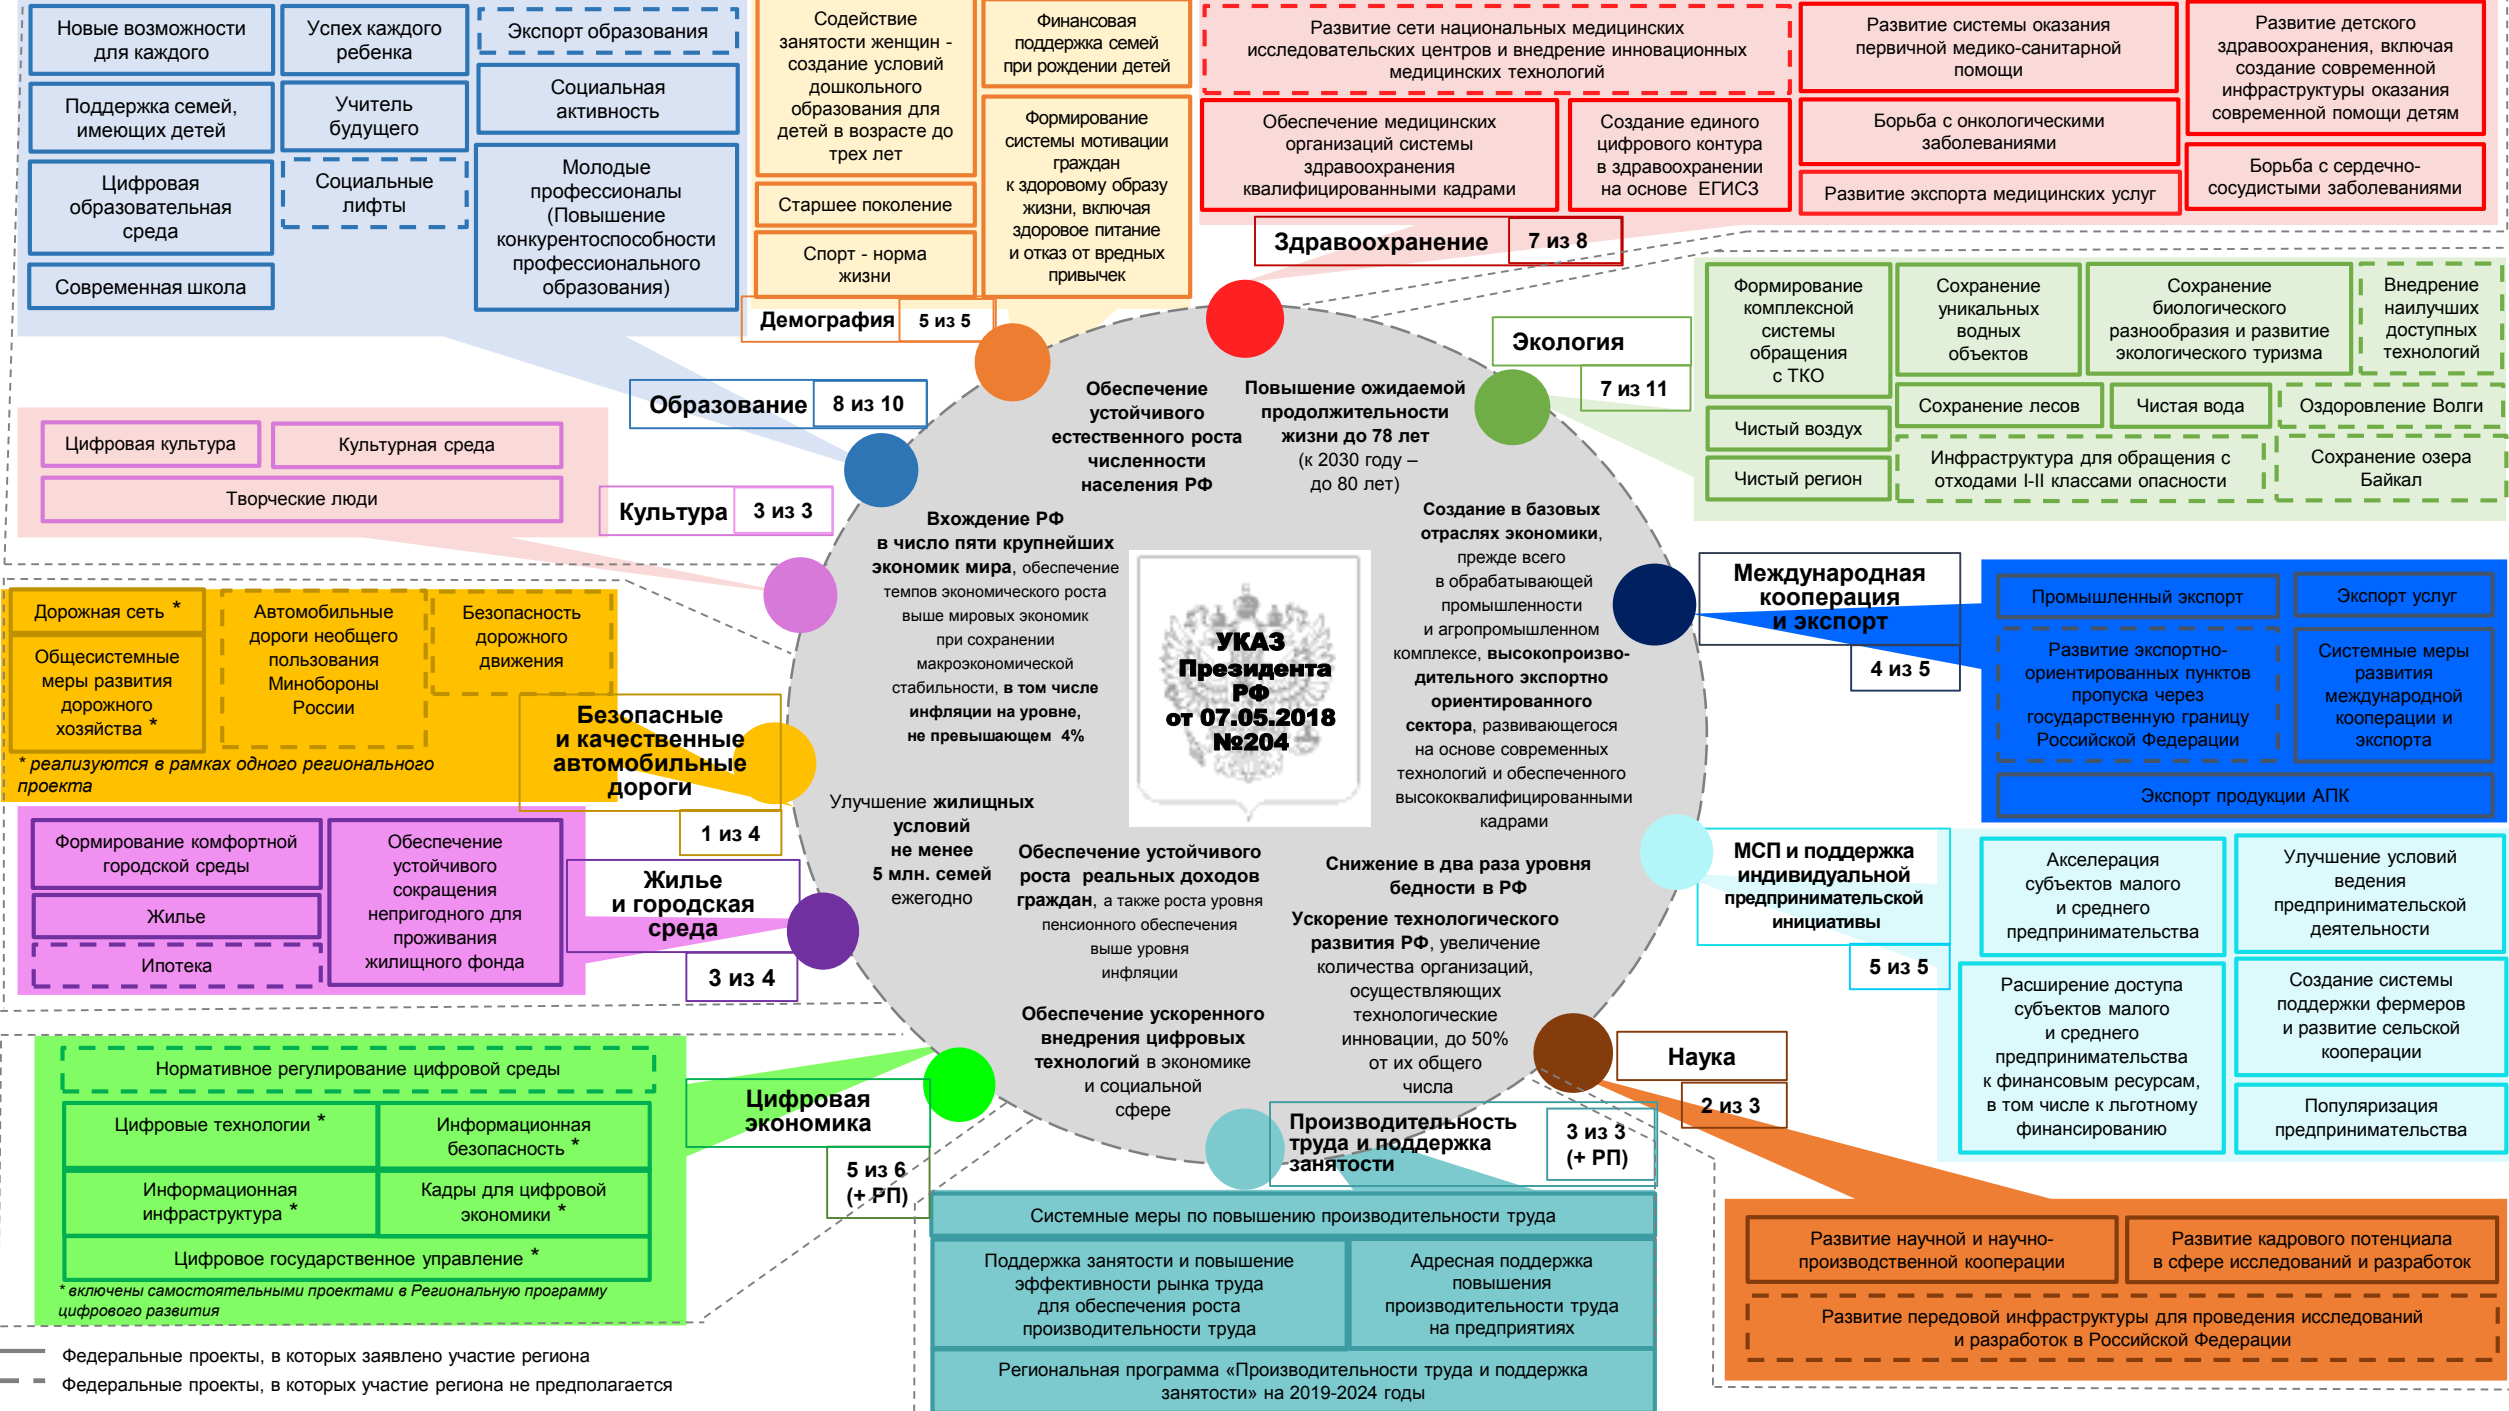 Новые возможности
для каждого
Успех каждого
ребенка
Экспорт образования
Поддержка семей,
имеющих детей
Учитель
будущего
Социальная
активность
Цифровая
образовательная
среда
Социальные
лифты
Молодые
профессионалы
(Повышение
конкурентоспособности
профессионального
образования)
Современная школа
Образование
8 из 10
Содействие
занятости женщин -
создание условий
дошкольного
образования для
детей в возрасте до
трех лет
Финансовая
поддержка семей
при рождении детей
Старшее поколение
Спорт - норма
жизни
Формирование
системы мотивации
граждан
к здоровому образу
жизни, включая
здоровое питание
и отказ от вредных
привычек
Демография
5 из 5
Развитие сети национальных медицинских
исследовательских центров и внедрение инновационных
медицинских технологий
Развитие системы оказания
первичной медико-санитарной
помощи
Развитие детского
здравоохранения, включая
создание современной
инфраструктуры оказания
современной помощи детям
Обеспечение медицинских
организаций системы
здравоохранения
квалифицированными кадрами
Создание единого
цифрового контура
в здравоохранении
на основе ЕГИСЗ
Борьба с онкологическими
заболеваниями
Развитие экспорта медицинских услуг
Борьба с сердечно-
сосудистыми заболеваниями
Здравоохранение
7 из 8
Экология
7 из 11
Формирование
комплексной
системы
обращения
с ТКО
Сохранение
уникальных
водных
объектов
Сохранение
биологического
разнообразия и развитие
экологического туризма
Внедрение
наилучших
доступных
технологий
Чистый воздух
Сохранение лесов
Чистая вода
Оздоровление Волги
Чистый регион
Инфраструктура для обращения с
отходами I-II классами опасности
Сохранение озера
Байкал
Цифровая культура
Культурная среда
Творческие люди
Культура
3 из 3
Обеспечение
устойчивого
естественного роста
численности
населения РФ
Повышение ожидаемой
продолжительности
жизни до 78 лет
(к 2030 году –
до 80 лет)
Вхождение РФ
в число пяти крупнейших
экономик мира, обеспечение
темпов экономического роста
выше мировых экономик
при сохранении
макроэкономической
стабильности, в том числе
инфляции на уровне,
не превышающем 4%
УКАЗ
Президента
РФ
от 07.05.2018
№204
Создание в базовых
отраслях экономики,
прежде всего
в обрабатывающей
промышленности
и агропромышленном
комплексе, высокопроизво-
дительного экспортно
ориентированного
сектора, развивающегося
на основе современных
технологий и обеспеченного
высококвалифицированными
кадрами
Международная
кооперация
и экспорт
4 из 5
Промышленный экспорт
Экспорт услуг
Развитие экспортно-
ориентированных пунктов
пропуска через
государственную границу
Российской Федерации
Системные меры
развития
международной
кооперации и
экспорта
Экспорт продукции АПК
Дорожная сеть *
Автомобильные
дороги необщего
пользования
Минобороны
России
Безопасность
дорожного
движения
Общесистемные
меры развития
дорожного
хозяйства *
* реализуются в рамках одного регионального
проекта
Безопасные
и качественные
автомобильные
дороги
1 из 4
Улучшение жилищных
условий
не менее
5 млн. семей
ежегодно
Обеспечение устойчивого
роста реальных доходов
граждан, а также роста уровня
пенсионного обеспечения
выше уровня
инфляции
Снижение в два раза уровня
бедности в РФ
Ускорение технологического
развития РФ, увеличение
количества организаций,
осуществляющих
технологические
инновации, до 50%
от их общего
числа
Обеспечение ускоренного
внедрения цифровых
технологий в экономике
и социальной
сфере
Формирование комфортной
городской среды
Жилье
Ипотека
Обеспечение
устойчивого
сокращения
непригодного для
проживания
жилищного фонда
Жилье
и городская
среда
3 из 4
МСП и поддержка
индивидуальной
предпринимательской
инициативы
5 из 5
Акселерация
субъектов малого
и среднего
предпринимательства
Улучшение условий
ведения
предпринимательской
деятельности
Расширение доступа
субъектов малого
и среднего
предпринимательства
к финансовым ресурсам,
в том числе к льготному
финансированию
Создание системы
поддержки фермеров
и развитие сельской
кооперации
Популяризация
предпринимательства
Нормативное регулирование цифровой среды
Цифровые технологии *
Информационная
безопасность *
Информационная
инфраструктура *
Кадры для цифровой
экономики *
Цифровое государственное управление *
* включены самостоятельными проектами в Региональную программу
цифрового развития
Цифровая
экономика
5 из 6
(+ РП)
Производительность
труда и поддержка
занятости
3 из 3
(+ РП)
Системные меры по повышению производительности труда
Поддержка занятости и повышение
эффективности рынка труда
для обеспечения роста
производительности труда
Адресная поддержка
повышения
производительности труда
на предприятиях
Региональная программа «Производительности труда и поддержка
занятости» на 2019-2024 годы
Наука
2 из 3
Развитие научной и научно-
производственной кооперации
Развитие кадрового потенциала
в сфере исследований и разработок
Развитие передовой инфраструктуры для проведения исследований
и разработок в Российской Федерации
Федеральные проекты, в которых заявлено участие региона
Федеральные проекты, в которых участие региона не предполагается